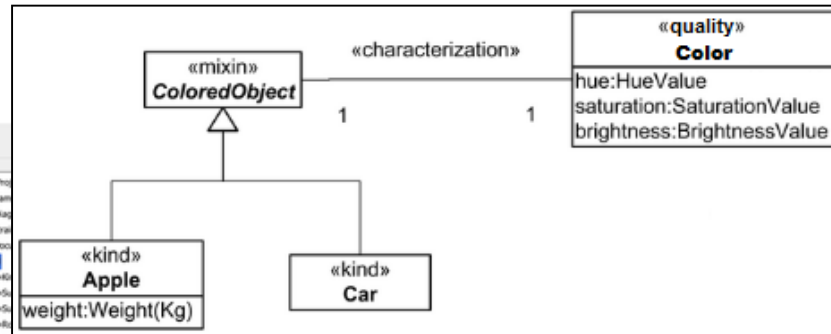 «quality»
Color
hue:HueValue
saturation:SaturationValue
brightness:BrightnessValue
«characterization»
«mixin»
ColoredObject
1
1
«kind»
Apple
weight:Weight(Kg)
«kind»
Car